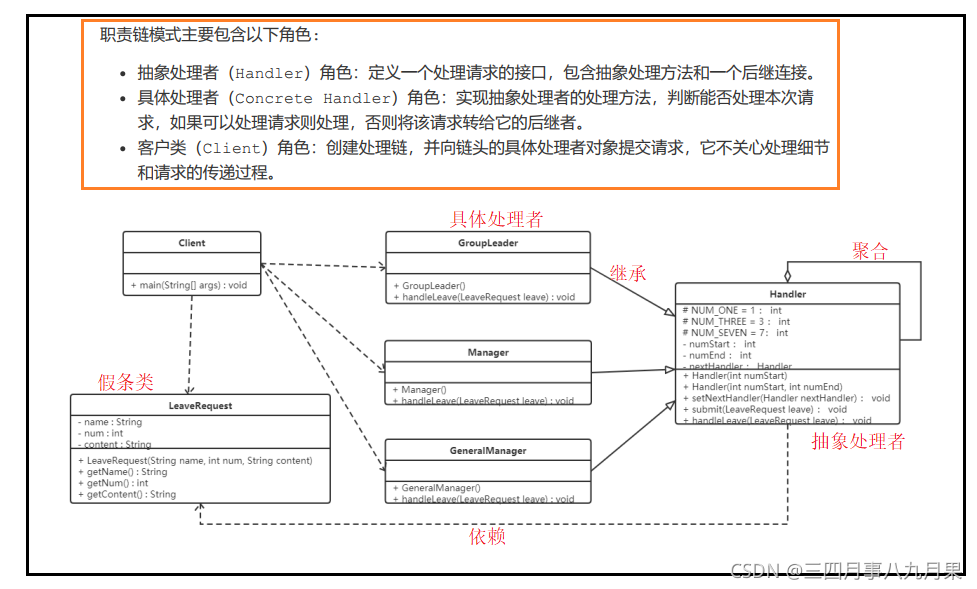 职责链模式主要包含以下角色：
• 抽象处理者（Handler）角色：定义一个处理请求的接口，包含抽象处理方法和一个后继连接。
• 具体处理者（Concrete Handler）角色：实现抽象处理者的处理方法，判断能否处理本次请
求，如果可以处理请求则处理，否则将该请求转给它的后继者。
• 客户类（Client）角色：创建处理链，并向链头的具体处理者对象提交请求，它不关心处理细节
和请求的传递过程。
具体处理者
Client
+ main(String[] args) : void
GroupLeader
+ GroupLeader()
+ handleLeave(LeaveRequest leave) : void
继承
聚合
Handler
# NUM_ONE = 1 : int
# NUM_THREE = 3 : int
# NUM_SEVEN = 7 : int
- numStart : int
- numEnd : int
- nextHandler : Handler
+ Handler(int numStart)
+ Handler(int numStart, int numEnd)
+ setNextHandler(Handler nextHandler) : void
+ submit(LeaveRequest leave) : void
+ handleLeave(LeaveRequest leave) : void
抽象处理者
Manager
+ Manager()
+ handleLeave(LeaveRequest leave) : void
假条类
LeaveRequest
- name : String
- num : int
- content : String
+ LeaveRequest(String name, int num, String content)
+ getName() : String
+ getNum() : int
+ getContent() : String
GeneralManager
+ GeneralManager()
+ handleLeave(LeaveRequest leave) : void
依赖
CSDN @三四月事八九月果